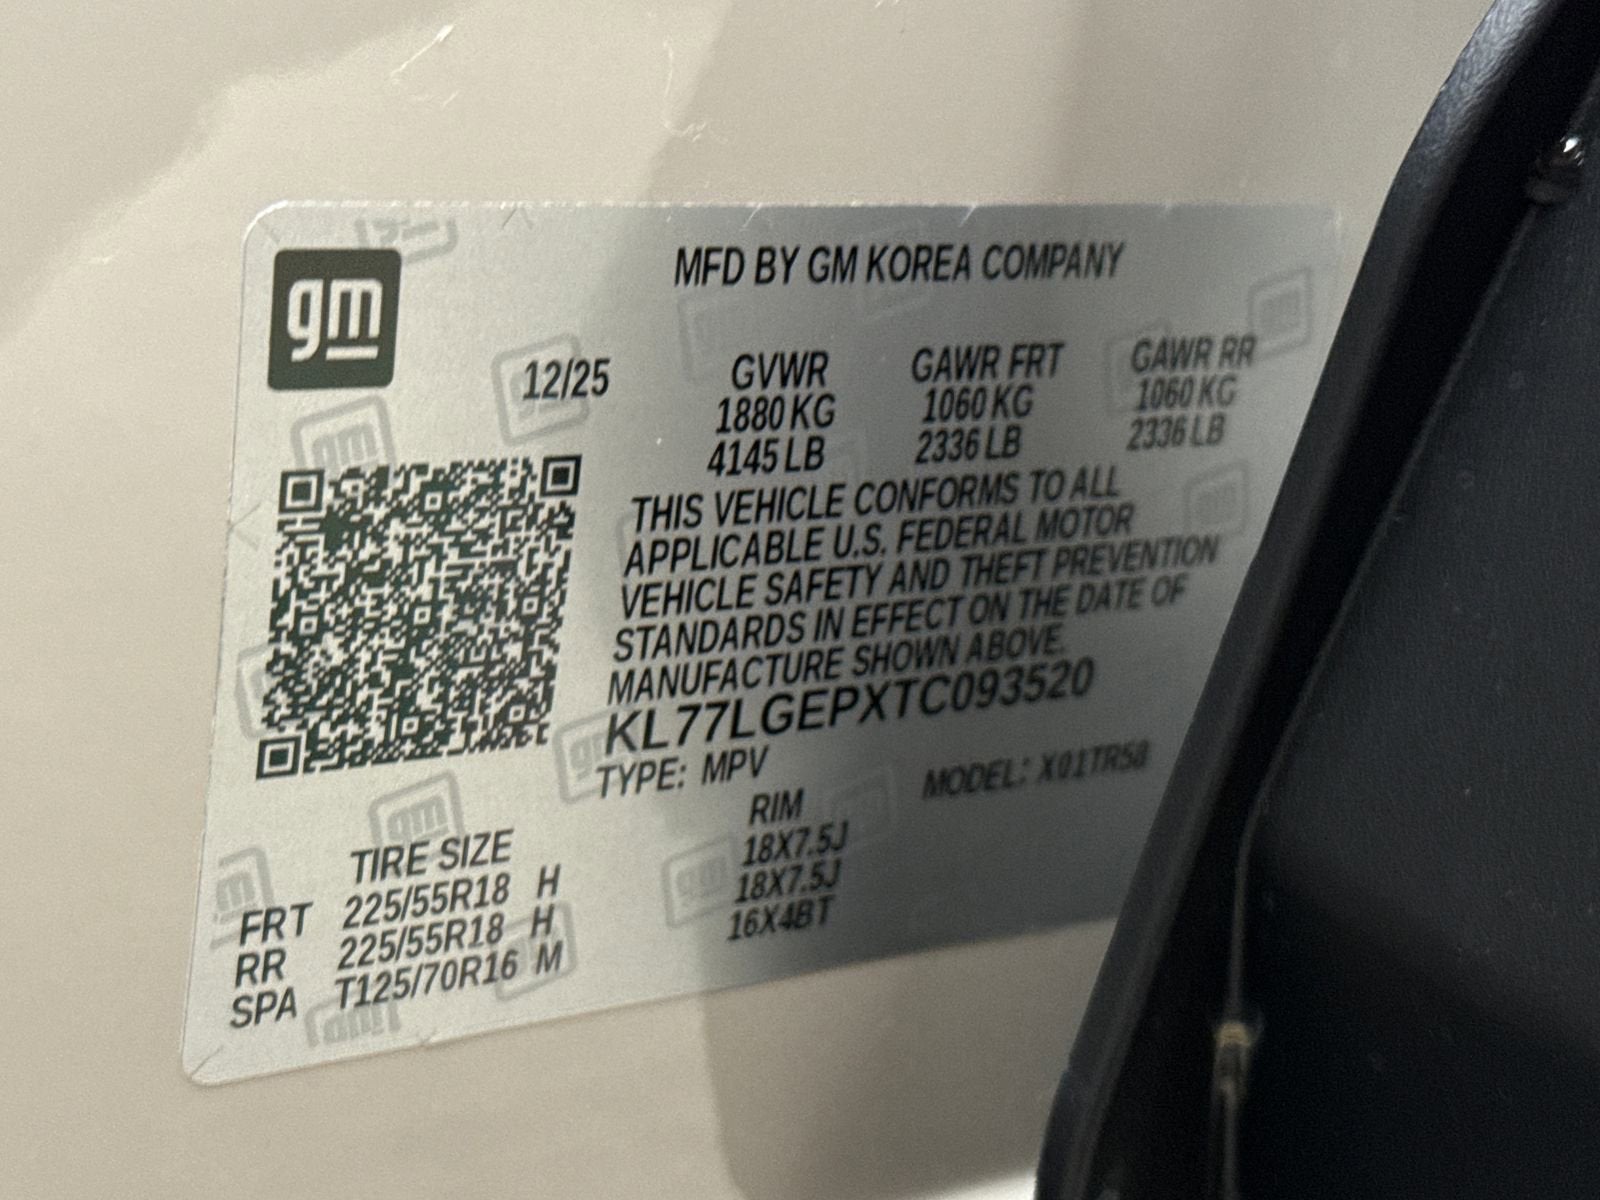 gm
MFD BY GM KOREA COMPANY
12/25 GVWR GAWR FRT GAWR RR
1880 KG 1060 KG 1060 KG
4145 LB 2336 LB 2336 LB
THIS VEHICLE CONFORMS TO ALL
APPLICABLE U.S. FEDERAL MOTOR
VEHICLE SAFETY AND THEFT PREVENTION
STANDARDS IN EFFECT ON THE DATE OF
MANUFACTURE SHOWN ABOVE.
KL77LGEPXTC093520
TYPE: MPV MODEL: X01TR58
TIRE SIZE RIM
FRT 225/55R18 H 18X7.5J
RR 225/55R18 H 18X7.5J
SPA T125/70R16 M 16X4BT